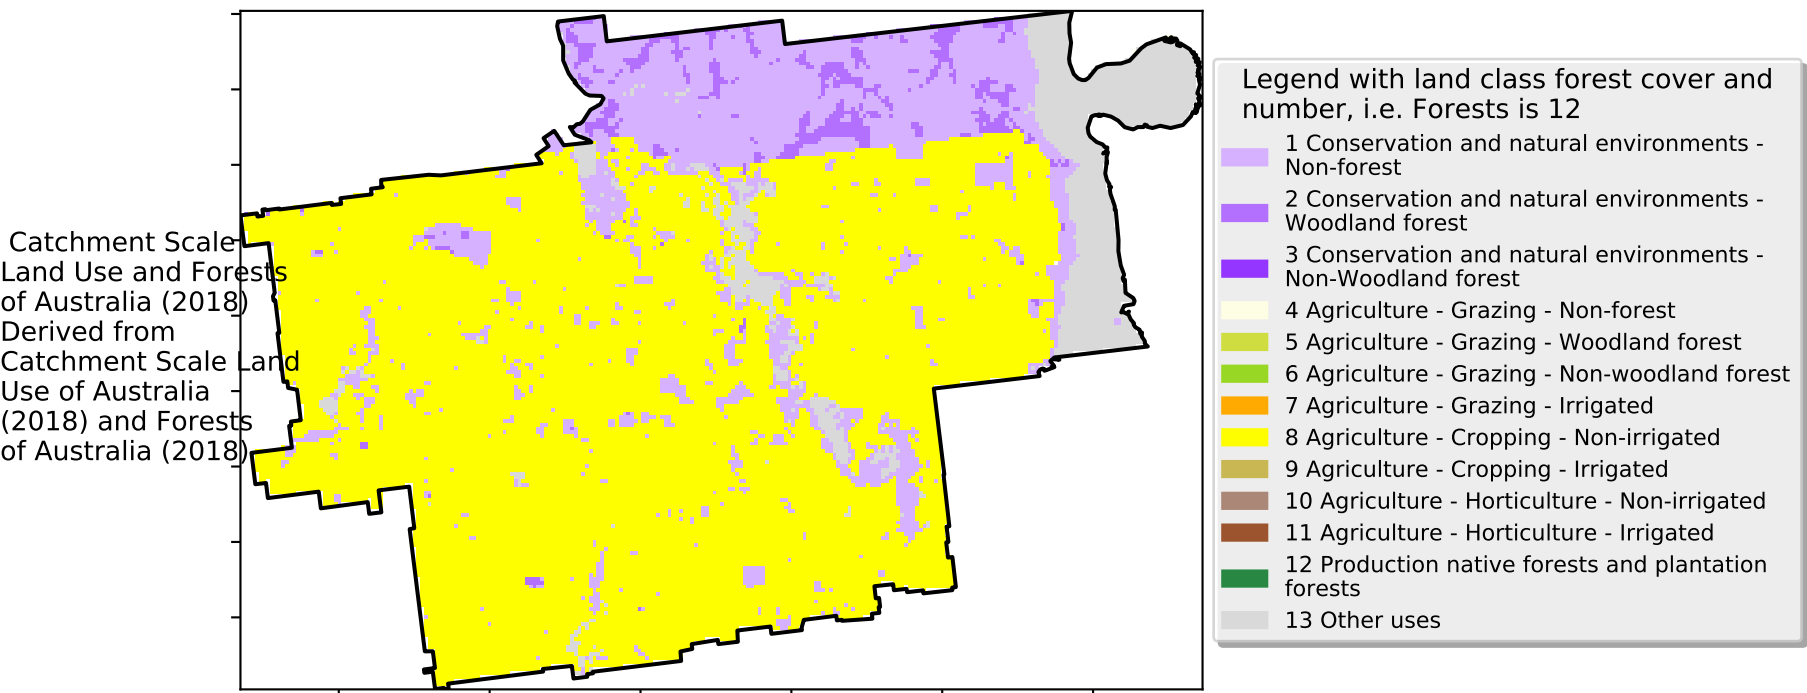 Catchment Scale
Land Use and Forests
of Australia (2018)
Derived from
Catchment Scale Land
Use of Australia
(2018) and Forests
of Australia (2018)
Legend with land class forest cover and
number, i.e. Forests is 12
1 Conservation and natural environments -
Non-forest
2 Conservation and natural environments -
Woodland forest
3 Conservation and natural environments -
Non-Woodland forest
4 Agriculture - Grazing - Non-forest
5 Agriculture - Grazing - Woodland forest
6 Agriculture - Grazing - Non-woodland forest
7 Agriculture - Grazing - Irrigated
8 Agriculture - Cropping - Non-irrigated
9 Agriculture - Cropping - Irrigated
10 Agriculture - Horticulture - Non-irrigated
11 Agriculture - Horticulture - Irrigated
12 Production native forests and plantation
forests
13 Other uses